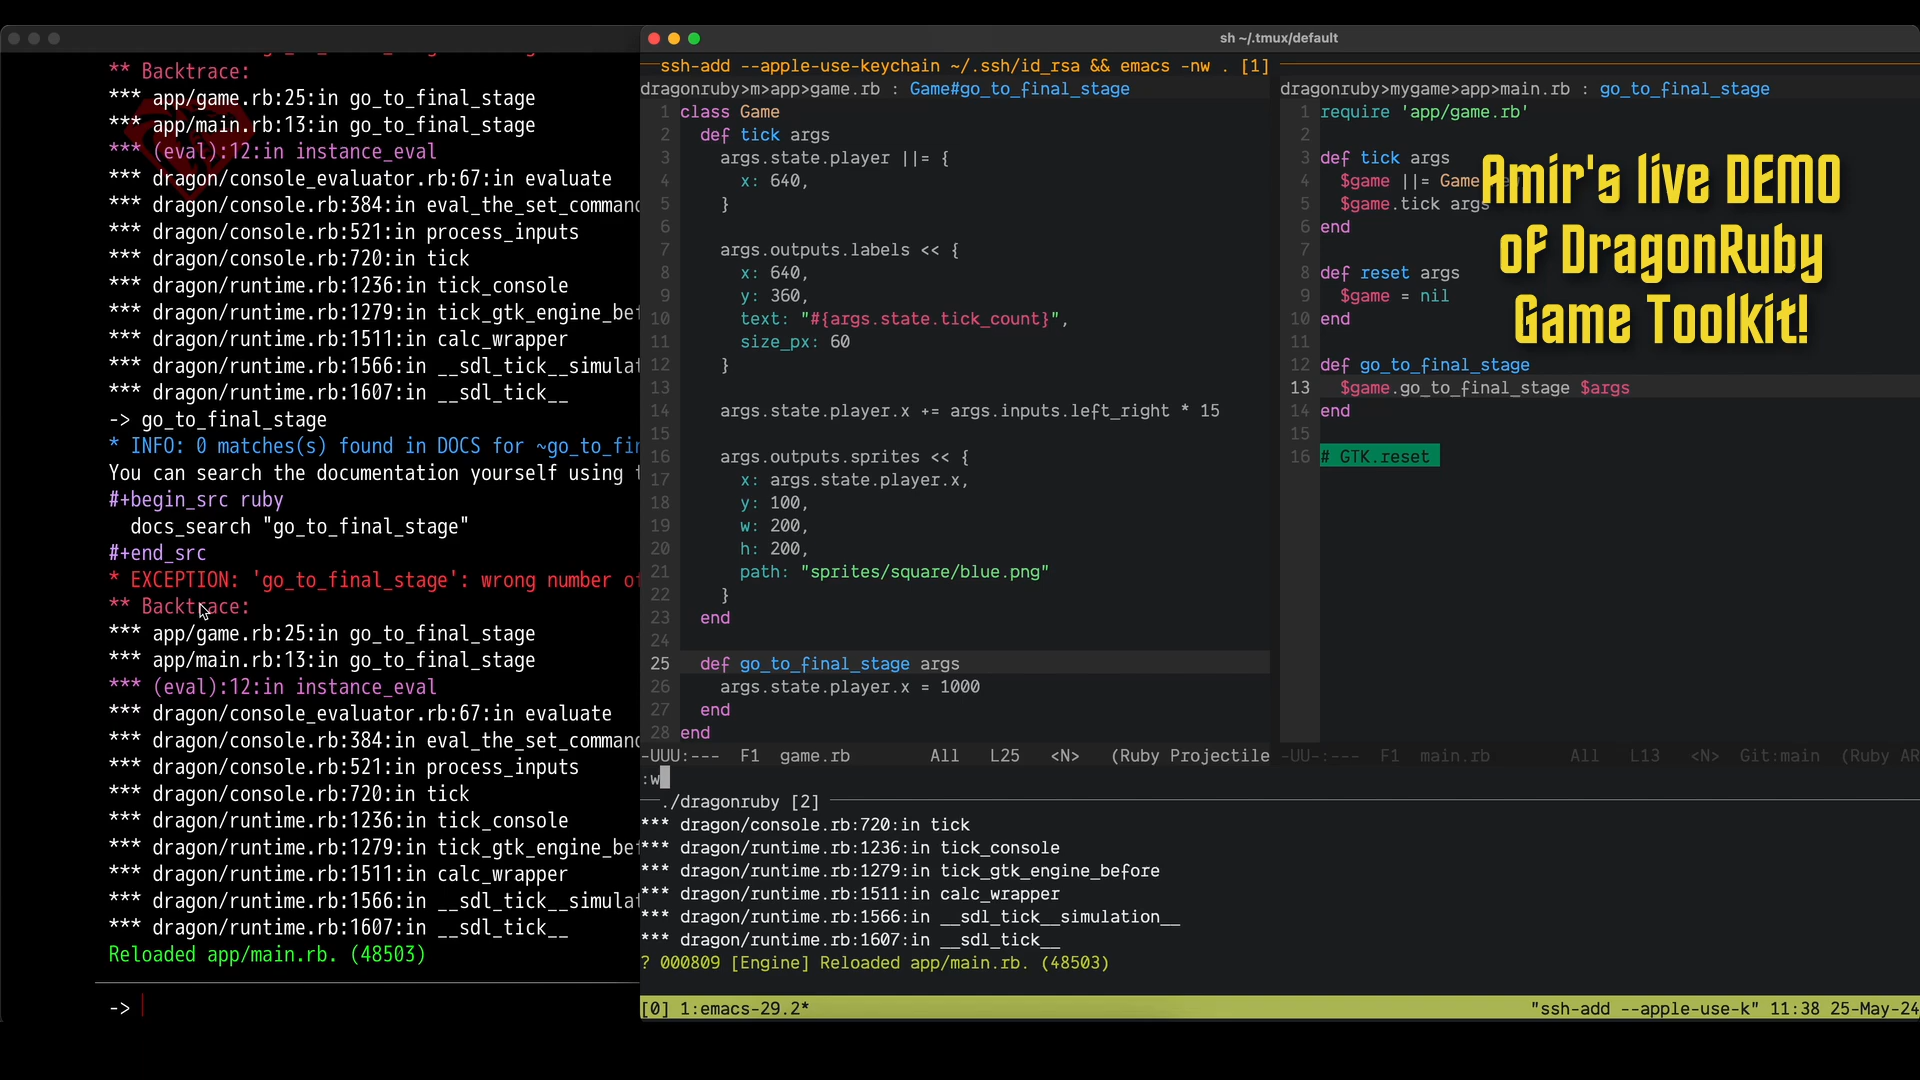 ** Backtrace:
*** app/game.rb:25:in go_to_final_stage
*** app/main.rb:13:in go_to_final_stage
*** (eval):12:in instance_eval
*** dragon/console_evaluator.rb:67:in evaluate
*** dragon/console.rb:384:in eval_the_set_command
*** dragon/console.rb:521:in process_inputs
*** dragon/console.rb:720:in tick
*** dragon/runtime.rb:1236:in tick_console
*** dragon/runtime.rb:1279:in tick_gtk_engine_bef
*** dragon/runtime.rb:1511:in calc_wrapper
*** dragon/runtime.rb:1566:in __sdl_tick__simulat
*** dragon/runtime.rb:1607:in __sdl_tick__
-> go_to_final_stage
* INFO: 0 matches(s) found in DOCS for ~go_to_fin
You can search the documentation yourself using
#+begin_src ruby
docs_search "go_to_final_stage"
#+end_src
* EXCEPTION: 'go_to_final_stage': wrong number of
** Backtrace:
*** app/game.rb:25:in go_to_final_stage
*** app/main.rb:13:in go_to_final_stage
*** (eval):12:in instance_eval
*** dragon/console_evaluator.rb:67:in evaluate
*** dragon/console.rb:384:in eval_the_set_command
*** dragon/console.rb:521:in process_inputs
*** dragon/console.rb:720:in tick
*** dragon/runtime.rb:1236:in tick_console
*** dragon/runtime.rb:1279:in tick_gtk_engine_bef
*** dragon/runtime.rb:1511:in calc_wrapper
*** dragon/runtime.rb:1566:in __sdl_tick__simulat
*** dragon/runtime.rb:1607:in __sdl_tick__
Reloaded app/main.rb. (48503)
->
sh ~/.tmux/default
ssh-add --apple-use-keychain ~/.ssh/id_rsa && emacs -nw . [1]
dragonruby>m>app>game.rb : Game#go_to_final_stage
1 class Game
2 def tick args
3 args.state.player ||= {
4 x: 640,
5 }
6
7 args.outputs.labels << {
8 x: 640,
9 y: 360,
10 text: "#{args.state.tick_count}",
11 size_px: 60
12 }
13
14 args.state.player.x += args.inputs.left_right * 15
15
16 args.outputs.sprites << {
17 x: args.state.player.x,
18 y: 100,
19 w: 200,
20 h: 200,
21 path: "sprites/square/blue.png"
22 }
23 end
24
25 def go_to_final_stage args
26 args.state.player.x = 1000
27 end
28 end
-UUU:--- F1 game.rb All L25 <N> (Ruby Projectile
:w
dragonruby>mygame>app>main.rb : go_to_final_stage
1 require 'app/game.rb'
2
3 def tick args
4 $game ||= Game
5 $game.tick args
6 end
7
8 def reset args
9 $game = nil
10 end
11
12 def go_to_final_stage
13 $game.go_to_final_stage $args
14 end
15
16 # GTK.reset
-UU-:--- F1 main.rb All L13 <N> Git:main (Ruby AR
Amir's live DEMO
of DragonRuby
Game Toolkit!
./dragonruby [2]
*** dragon/console.rb:720:in tick
*** dragon/runtime.rb:1236:in tick_console
*** dragon/runtime.rb:1279:in tick_gtk_engine_before
*** dragon/runtime.rb:1511:in calc_wrapper
*** dragon/runtime.rb:1566:in __sdl_tick__simulation__
*** dragon/runtime.rb:1607:in __sdl_tick__
? 000809 [Engine] Reloaded app/main.rb. (48503)
[0] 1:emacs-29.2* "ssh-add --apple-use-k" 11:38 25-May-24